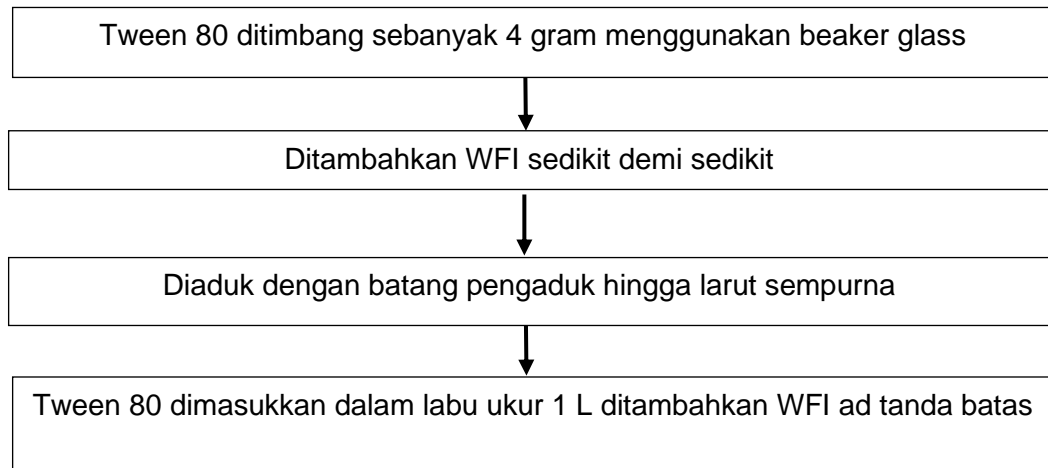 Tween 80 ditimbang sebanyak 4 gram menggunakan beaker glass
Ditambahkan WFI sedikit demi sedikit
Diaduk dengan batang pengaduk hingga larut sempurna
Tween 80 dimasukkan dalam labu ukur 1 L ditambahkan WFI ad tanda batas